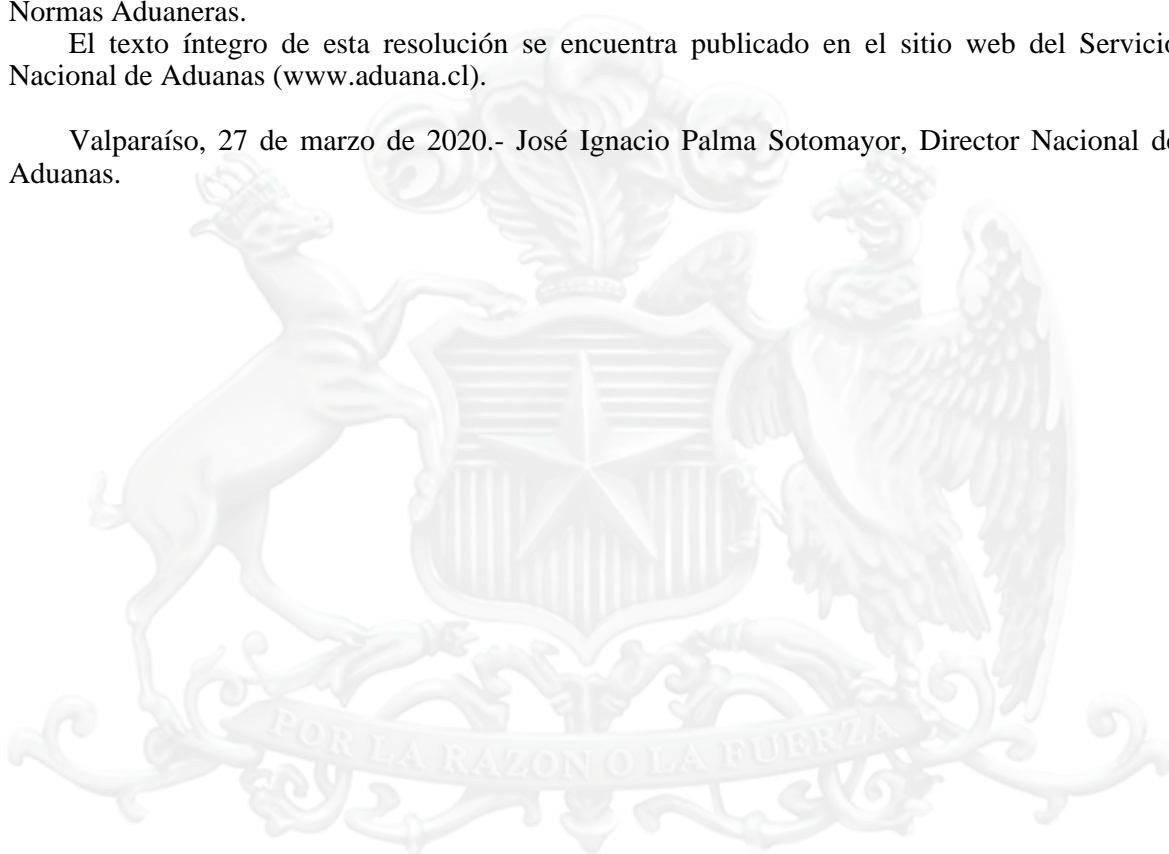 Normas Aduaneras.
El texto íntegro de esta resolución se encuentra publicado en el sitio web del Servicio
Nacional de Aduanas (www.aduana.cl).
Valparaíso, 27 de marzo de 2020.- José Ignacio Palma Sotomayor, Director Nacional de
Aduanas.
POR LA RAZON O LA FUERZA